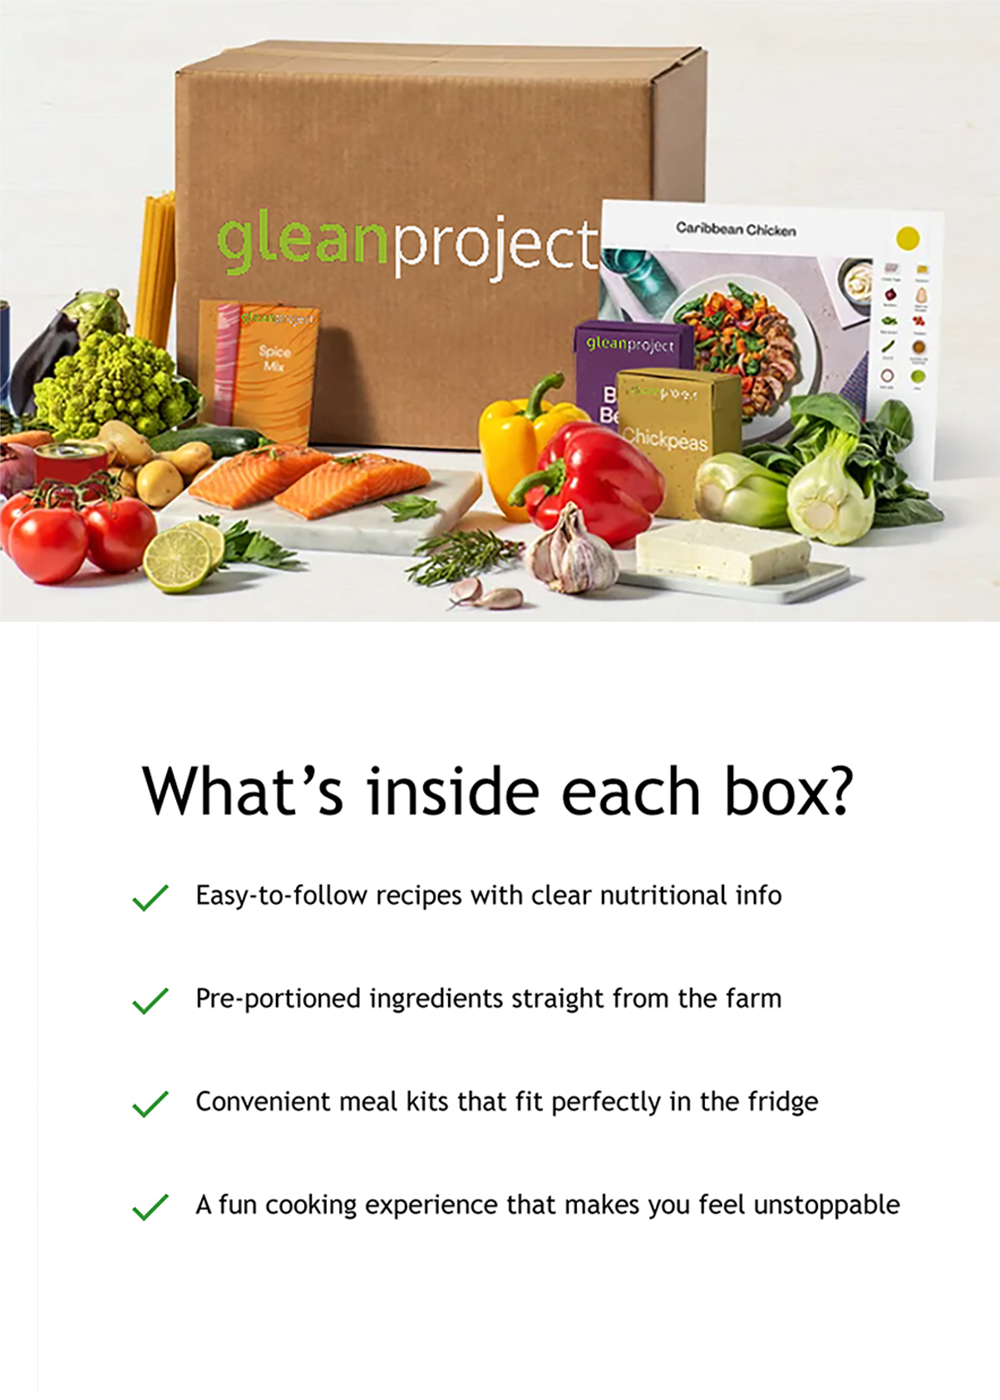 gleanproject
Caribbean Chicken
gleanproject
Spice
Mix
gleanproject
Chickpeas
What's inside each box?
Easy-to-follow recipes with clear nutritional info
Pre-portioned ingredients straight from the farm
Convenient meal kits that fit perfectly in the fridge
A fun cooking experience that makes you feel unstoppable